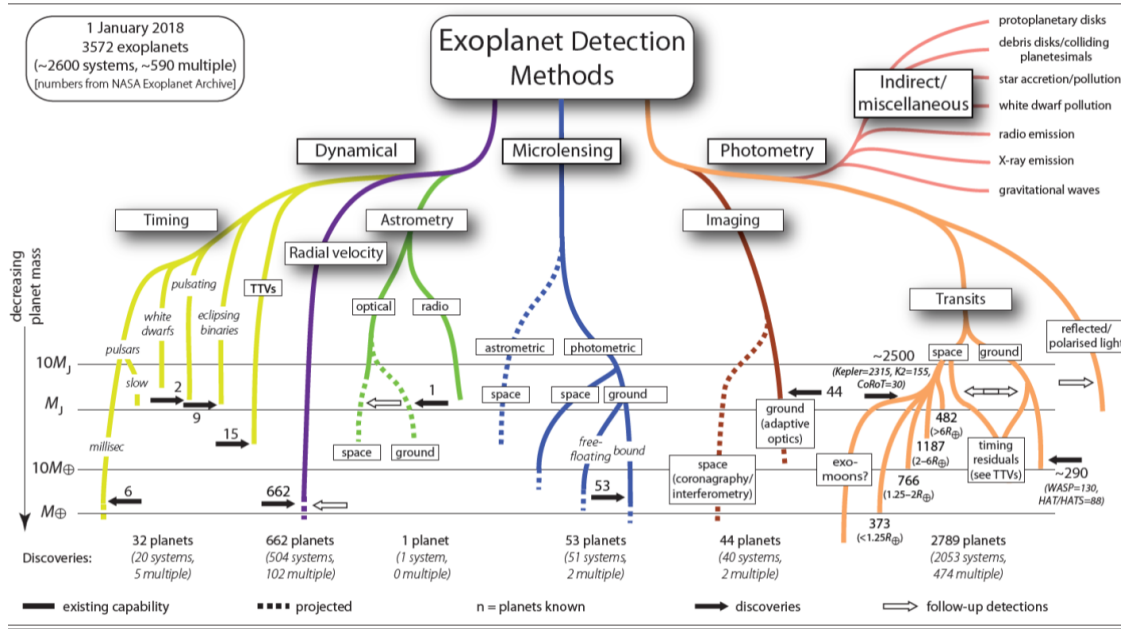 1 January 2018
3572 exoplanets
(~2600 systems, ~590 multiple)
[numbers from NASA Exoplanet Archive]
Exoplanet Detection
Methods
Indirect/
miscellaneous
protoplanetary disks
debris disks/colliding
planetesimals
star accretion/pollution
white dwarf pollution
radio emission
X-ray emission
gravitational waves
Dynamical
Microlensing
Photometry
Timing
Astrometry
Imaging
Radial velocity
decreasing
planet mass
pulsating
TTVs
white
dwarfs
eclipsing
binaries
optical
radio
Transits
reflected/
polarised light
pulsars
slow
astrometric
photometric
~2500
(Kepler=2315, K2=155,
CoRoT=30)
space
ground
10MJ
MJ
2
9
15
1
space
space
ground
44
ground
(adaptive
optics)
482
(>6R⊕)
1187
(2–6R⊕)
766
(1.25–2R⊕)
373
(<1.25R⊕)
timing
residuals
(see TTVs)
exo-
moons?
millisec
space
ground
free-
floating
bound
space
(coronagraphy/
interferometry)
10M⊕
M⊕
6
662
53
~290
(WASP=130,
HAT/HATS=88)
Discoveries:
32 planets
(20 systems,
5 multiple)
662 planets
(504 systems,
102 multiple)
1 planet
(1 system,
0 multiple)
53 planets
(51 systems,
2 multiple)
44 planets
(40 systems,
2 multiple)
2789 planets
(2053 systems,
474 multiple)
existing capability
projected
n = planets known
discoveries
follow-up detections